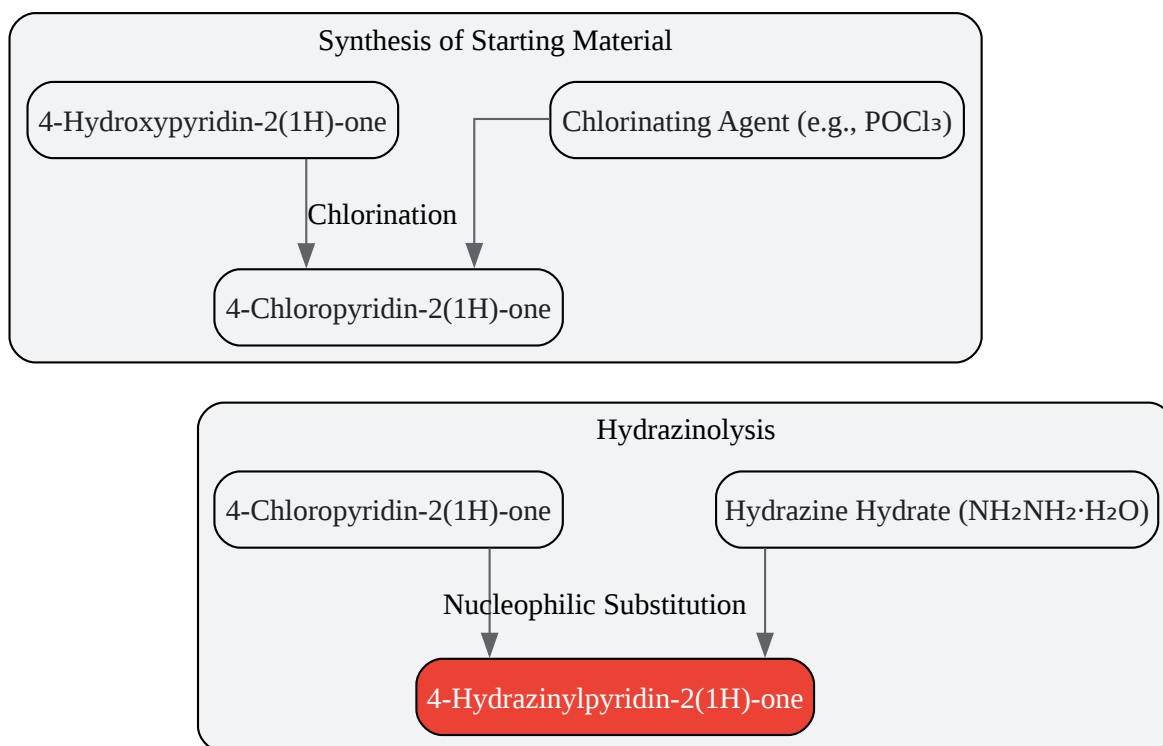 Synthesis of Starting Material
4-Hydroxypyridin-2(1H)-one
Chlorinating Agent (e.g., POCl₃)
Chlorination
4-Chloropyridin-2(1H)-one
Hydrazinolysis
4-Chloropyridin-2(1H)-one
Hydrazine Hydrate (NH₂NH₂·H₂O)
Nucleophilic Substitution
4-Hydrazinylpyridin-2(1H)-one